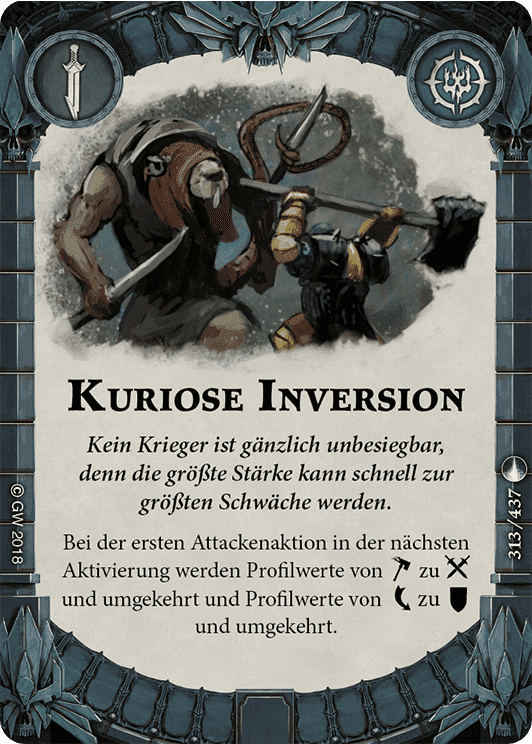 KURIOSE INVERSION
Kein Krieger ist gänzlich unbesiegbar,
denn die größte Stärke kann schnell zur
größten Schwäche werden.
Bei der ersten Attackenaktion in der nächsten
Aktivierung werden Profilwerte von zu
und umgekehrt und Profilwerte von zu
und umgekehrt.
© GW 2018
313/437